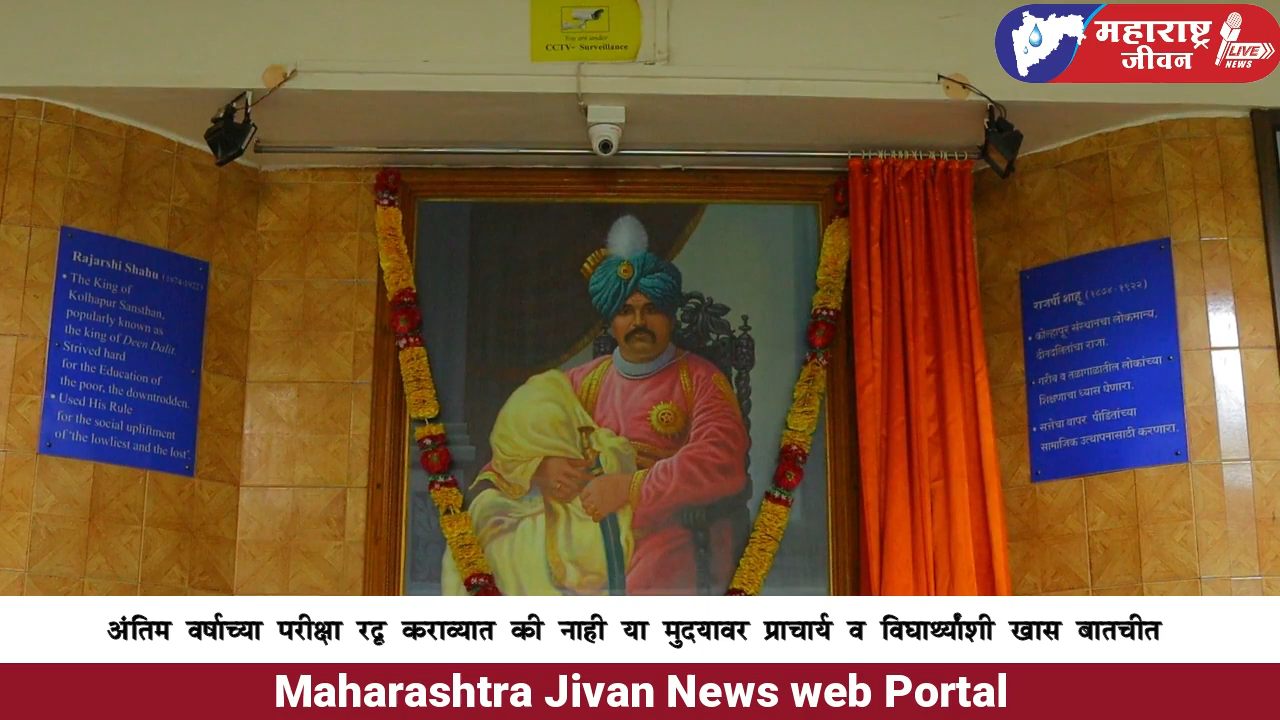 You are under
CCTV- Surveillance
महाराष्ट्र
जीवन
LIVE
NEWS
Rajarshi Shahu (1874-1922)
• The King of
Kolhapur Sansthan,
popularly known as
the king of Deen Dalit.
• Strived hard
for the Education of
the poor, the downtrodden.
• Used His Rule
for the social upliftment
of 'the lowliest and the lost'.
राजर्षी शाहू (१८७४-१९२२)
• कोल्हापूर संस्थानचा लोकमान्य,
दीनदलितांचा राजा.
• गरीब व तळागाळातील लोकांच्या
शिक्षणाचा ध्यास घेणारा.
• सत्तेचा वापर पीडितांच्या
सामाजिक उत्थापनासाठी करणारा.
अंतिम वर्षाच्या परीक्षा रद्द कराव्यात की नाही या मुदयावर प्राचार्य व विघार्थ्यांशी खास बातचीत
Maharashtra Jivan News web Portal